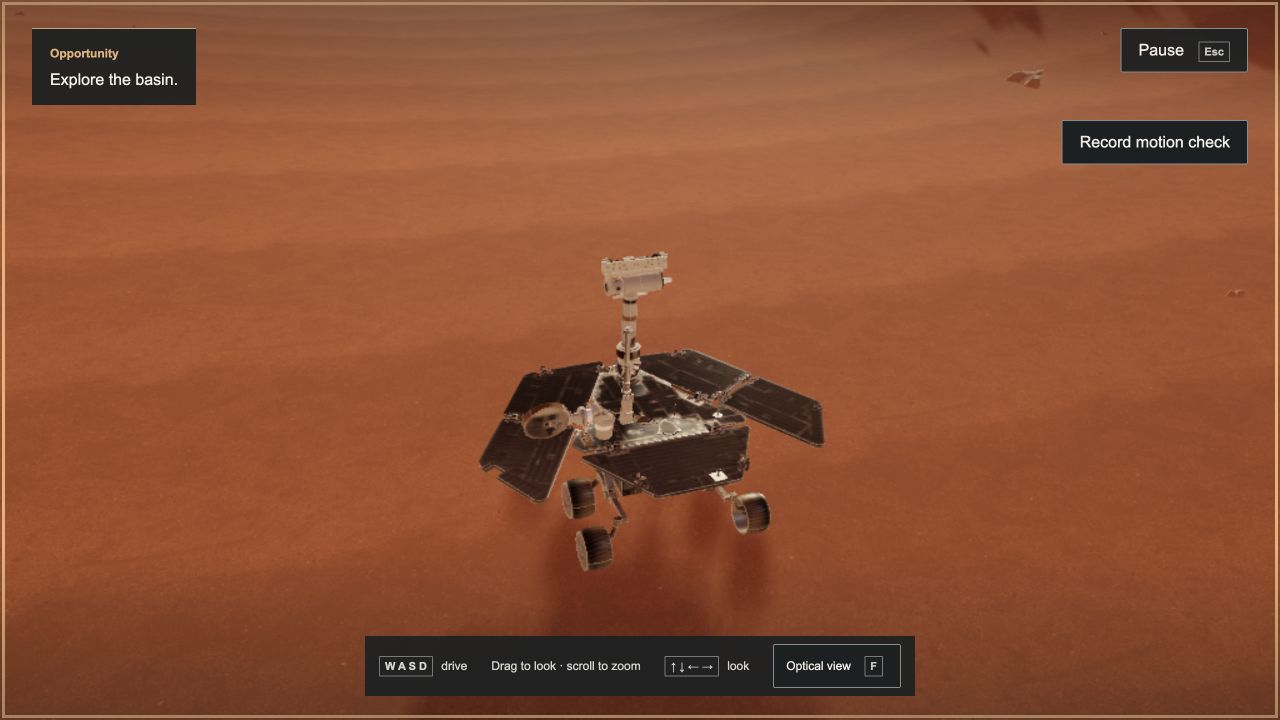 Opportunity
Explore the basin.
Pause Esc
Record motion check
W A S D drive Drag to look · scroll to zoom ↑↓←→ look Optical view F